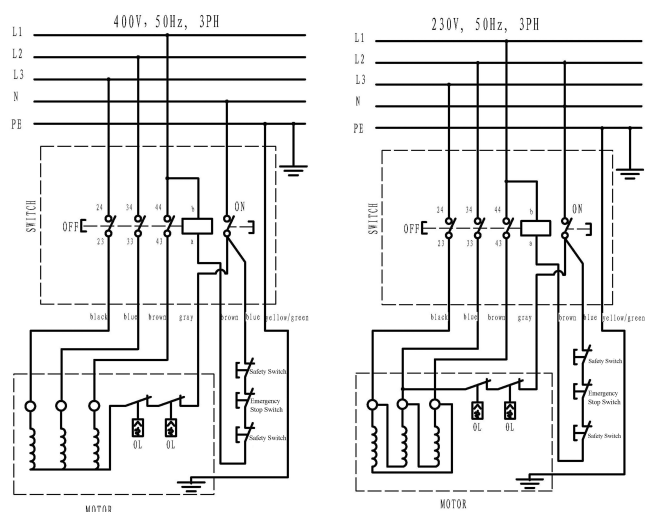 400V, 50Hz, 3PH
L1
L2
L3
N
PE
SWITCH
OFF
24
34
44
b
ON
23
33
43
a
black
blue
brown
gray
brown
blue
yellow/green
Safety Switch
Emergency
Stop Switch
Safety Switch
OL
OL
MOTOR
230V, 50Hz, 3PH
L1
L2
L3
N
PE
SWITCH
OFF
24
34
44
b
ON
23
33
43
a
black
blue
brown
gray
brown
blue
yellow/green
Safety Switch
Emergency
Stop Switch
Safety Switch
OL
OL
MOTOR